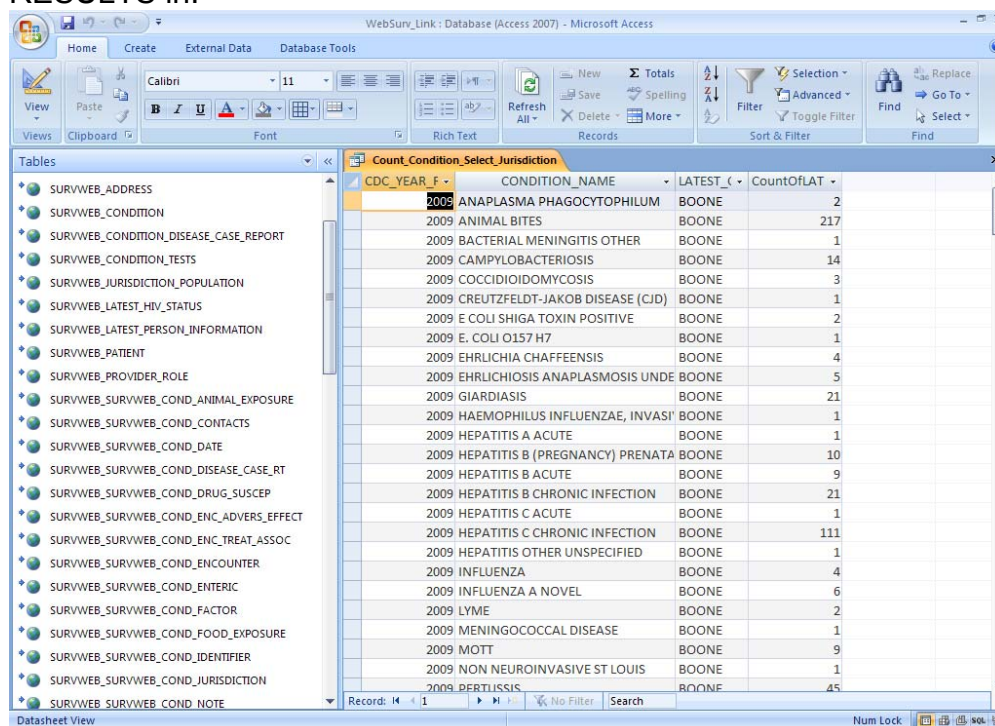 RESULTS in:
WebSurv_Link : Database (Access 2007) - Microsoft Access
Home Create External Data Database Tools
Calibri 11
New Totals
Save Spelling
Delete More
Selection
Advanced
Toggle Filter
Replace
Go To
Select
View Paste B I U A Refresh All Filter Find
Views Clipboard Font Rich Text Records Sort & Filter Find
Tables
SURVWEB_ADDRESS
SURVWEB_CONDITION
SURVWEB_CONDITION_DISEASE_CASE_REPORT
SURVWEB_CONDITION_TESTS
SURVWEB_JURISDICTION_POPULATION
SURVWEB_LATEST_HIV_STATUS
SURVWEB_LATEST_PERSON_INFORMATION
SURVWEB_PATIENT
SURVWEB_PROVIDER_ROLE
SURVWEB_SURVWEB_COND_ANIMAL_EXPOSURE
SURVWEB_SURVWEB_COND_CONTACTS
SURVWEB_SURVWEB_COND_DATE
SURVWEB_SURVWEB_COND_DISEASE_CASE_RT
SURVWEB_SURVWEB_COND_DRUG_SUSCEP
SURVWEB_SURVWEB_COND_ENC_ADVERS_EFFECT
SURVWEB_SURVWEB_COND_ENC_TREAT_ASSOC
SURVWEB_SURVWEB_COND_ENCOUNTER
SURVWEB_SURVWEB_COND_ENTERIC
SURVWEB_SURVWEB_COND_FACTOR
SURVWEB_SURVWEB_COND_FOOD_EXPOSURE
SURVWEB_SURVWEB_COND_IDENTIFIER
SURVWEB_SURVWEB_COND_JURISDICTION
SURVWEB_SURVWEB_COND_NOTE
Count_Condition_Select_Jurisdiction
CDC_YEAR_F CONDITION_NAME LATEST_( CountOfLAT
2009 ANAPLASMA PHAGOCYTOPHILUM BOONE 2
2009 ANIMAL BITES BOONE 217
2009 BACTERIAL MENINGITIS OTHER BOONE 1
2009 CAMPYLOBACTERIOSIS BOONE 14
2009 COCCIDIOIDOMYCOSIS BOONE 3
2009 CREUTZFELDT-JAKOB DISEASE (CJD) BOONE 1
2009 E COLI SHIGA TOXIN POSITIVE BOONE 2
2009 E. COLI O157 H7 BOONE 1
2009 EHRLICHIA CHAFFEENSIS BOONE 4
2009 EHRLICHIOSIS ANAPLASMOSIS UNDE BOONE 5
2009 GIARDIASIS BOONE 21
2009 HAEMOPHILUS INFLUENZAE, INVASI BOONE 1
2009 HEPATITIS A ACUTE BOONE 1
2009 HEPATITIS B (PREGNANCY) PRENATA BOONE 10
2009 HEPATITIS B ACUTE BOONE 9
2009 HEPATITIS B CHRONIC INFECTION BOONE 21
2009 HEPATITIS C ACUTE BOONE 1
2009 HEPATITIS C CHRONIC INFECTION BOONE 111
2009 HEPATITIS OTHER UNSPECIFIED BOONE 1
2009 INFLUENZA BOONE 4
2009 INFLUENZA A NOVEL BOONE 6
2009 LYME BOONE 2
2009 MENINGOCOCCAL DISEASE BOONE 1
2009 MOTT BOONE 9
2009 NON NEUROINVASIVE ST LOUIS BOONE 1
2009 PERTUSSIS BOONE 45
Record: 1 No Filter Search
Datasheet View Num Lock SQL